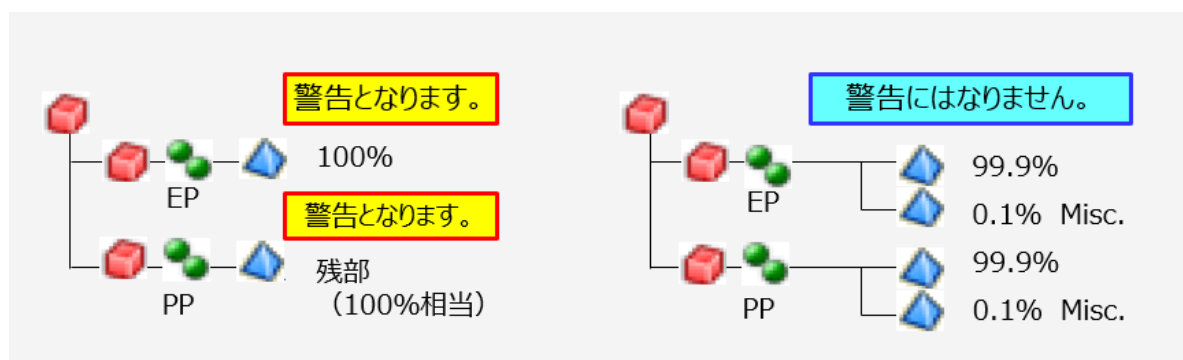 警告となります。
100%
EP
警告となります。
残部
(100%相当)
PP
警告にはなりません。
99.9%
EP
0.1% Misc.
99.9%
PP
0.1% Misc.